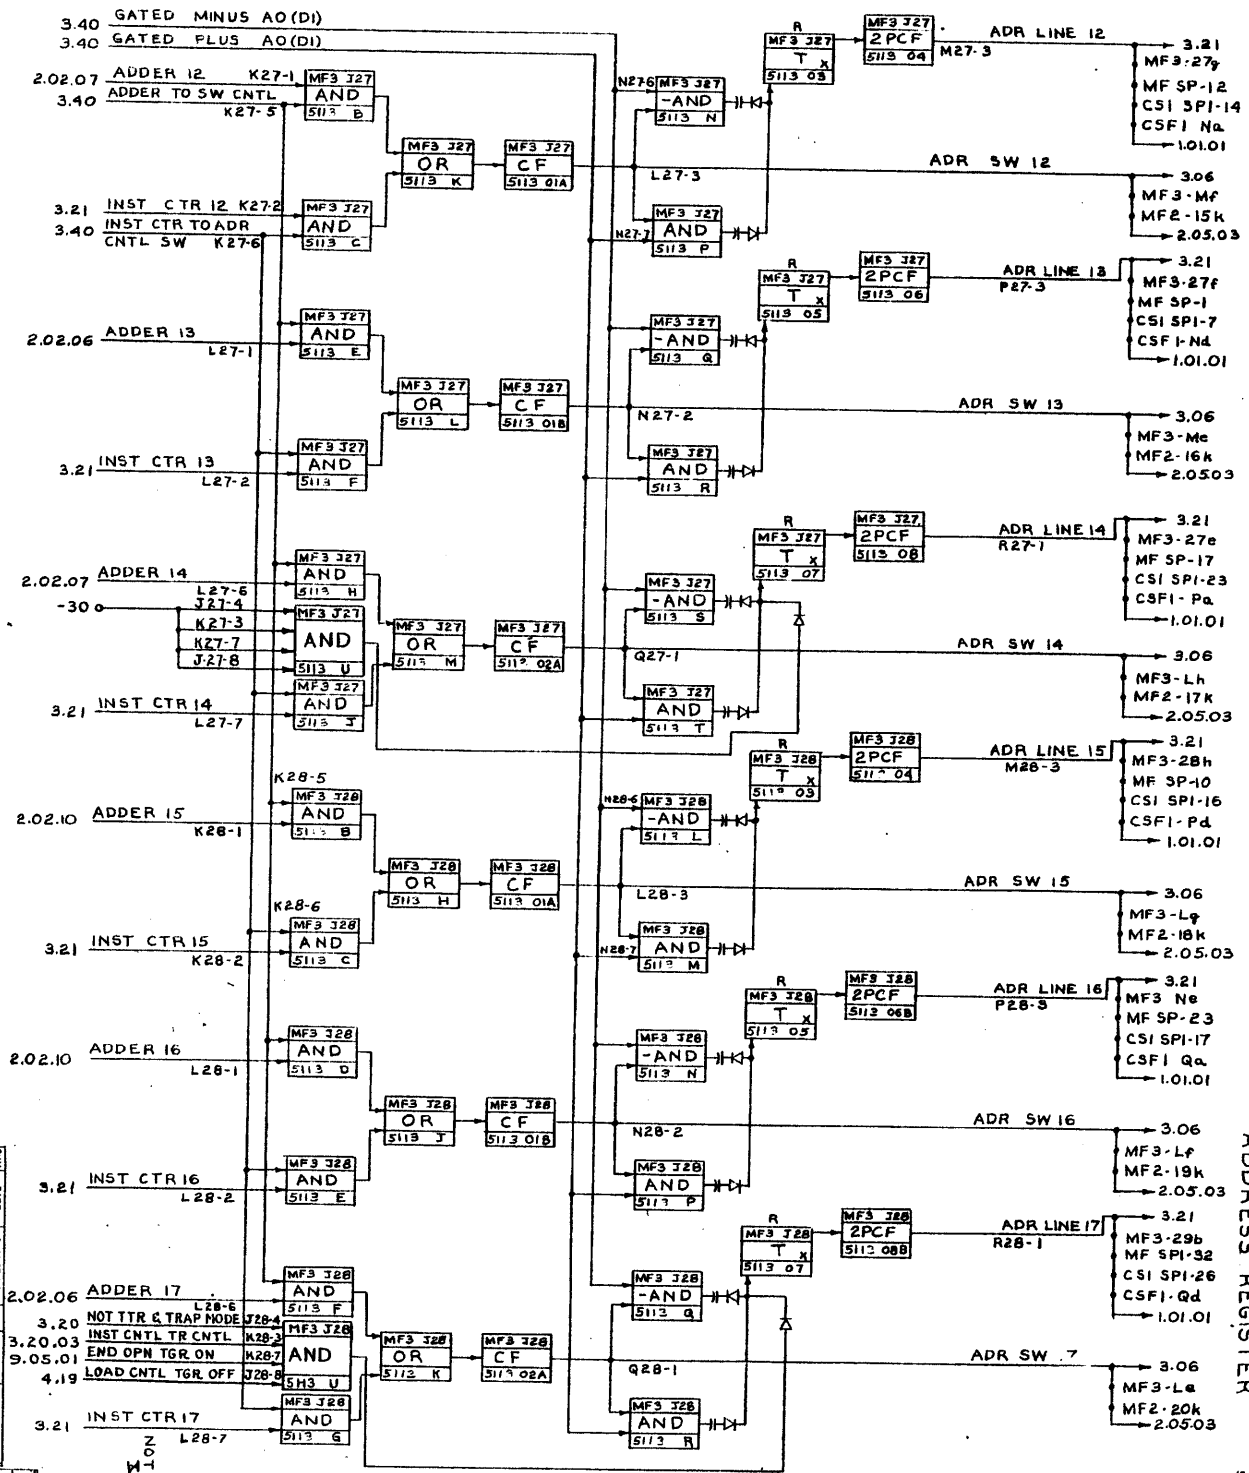 3.40 GATED MINUS AO(DI)
3.40 GATED PLUS AO(DI)
2.02.07 ADDER 12 K27-1
3.40 ADDER TO SW CNTL
K27-5
MF3 J27
AND
5113 B
MF3 J27
OR
5113 K
MF3 J27
CF
5113 01A
3.21 INST CTR 12 K27-2
3.40 INST CTR TO ADR
CNTL SW K27-6
MF3 J27
AND
5113 C
N27-6
MF3 J27
-AND
5113 N
L27-3
N27-7
MF3 J27
AND
5113 P
R
MF3 J27
T X
5113 03
MF3 J27
2PCF
5113 04
M27-3
ADR LINE 12
3.21
MF3-27g
MF SP-12
CSI SPI-14
CSF1 Na
1.01.01
ADR SW 12
3.06
MF3-Mf
MF2-15k
2.05.03
2.02.06 ADDER 13
L27-1
MF3 J27
AND
5113 E
MF3 J27
OR
5113 L
MF3 J27
CF
5113 01B
3.21 INST CTR 13
L27-2
MF3 J27
AND
5113 F
MF3 J27
-AND
5113 Q
N27-2
MF3 J27
AND
5113 R
R
MF3 J27
T X
5113 05
MF3 J27
2PCF
5113 06
ADR LINE 13
P27-3
3.21
MF3-27f
MF SP-1
CSI SPI-7
CSF1-Nd
1.01.01
ADR SW 13
3.06
MF3-Me
MF2-16k
2.05.03
2.02.07 ADDER 14
L27-6
MF3 J27
AND
5113 H
-30
J27-4
K27-3
K27-7
J27-8
MF3 J27
AND
5113 U
3.21 INST CTR 14
L27-7
MF3 J27
AND
5113 J
MF3 J27
OR
5113 M
MF3 J27
CF
02A
MF3 J27
-AND
5113 S
Q27-1
MF3 J27
AND
5113 T
R
MF3 J27
T X
5113 07
MF3 J27
2PCF
5113 08
ADR LINE 14
R27-1
3.21
MF3-27e
MF SP-17
CSI SPI-23
CSF1-Pa
1.01.01
ADR SW 14
3.06
MF3-Lh
MF2-17k
2.05.03
2.02.10 ADDER 15
K28-1
K28-5
MF3 J28
AND
B
MF3 J28
OR
5113 H
MF3 J28
CF
5113 01A
K28-6
3.21 INST CTR 15
K28-2
MF3 J28
AND
5113 C
N28-6
MF3 J28
-AND
L
L28-3
N28-7
MF3 J28
AND
M
R
MF3 J28
T X
03
MF3 J28
2PCF
04
ADR LINE 15
M28-3
3.21
MF3-28h
MF SP-10
CSI SPI-16
CSF1-Pd
1.01.01
ADR SW 15
3.06
MF3-Lg
MF2-18k
2.05.03
2.02.10 ADDER 16
L28-1
MF3 J28
AND
5113 D
MF3 J28
OR
5113 J
MF3 J28
CF
5113 01B
3.21 INST CTR 16
L28-2
MF3 J28
AND
5113 E
MF3 J28
-AND
5113 N
N28-2
MF3 J28
AND
P
R
MF3 J28
T X
5113 05
MF3 J28
2PCF
06B
ADR LINE 16
P28-3
3.21
MF3 Ne
MF SP-23
CSI SPI-17
CSF1 Qa
1.01.01
ADR SW 16
3.06
MF3-Lf
MF2-19k
2.05.03
2.02.06 ADDER 17
L28-6
MF3 J28
AND
5113 F
3.20 NOT TTR & TRAP MODE J28-4
3.20.03 INST CNTL TR CNTL K28-3
9.05.01 END OPN TGR ON K28-7
4.19 LOAD CNTL TGR OFF J28-8
MF3 J28
AND
5H3 U
3.21 INST CTR 17
L28-7
MF3 J28
AND
5113 G
MF3 J28
OR
K
MF3 J28
CF
5113 02A
MF3 J28
-AND
5113 Q
Q28-1
MF3 J28
AND
5113 R
R
MF3 J28
T X
5113 07
MF3 J28
2PCF
08B
ADR LINE 17
R28-1
3.21
MF3-29b
MF SPI-32
CSI SPI-26
CSF1-Qd
1.01.01
ADR SW 7
3.06
MF3-Le
MF2-20k
2.05.03
ADDRESS REGISTER